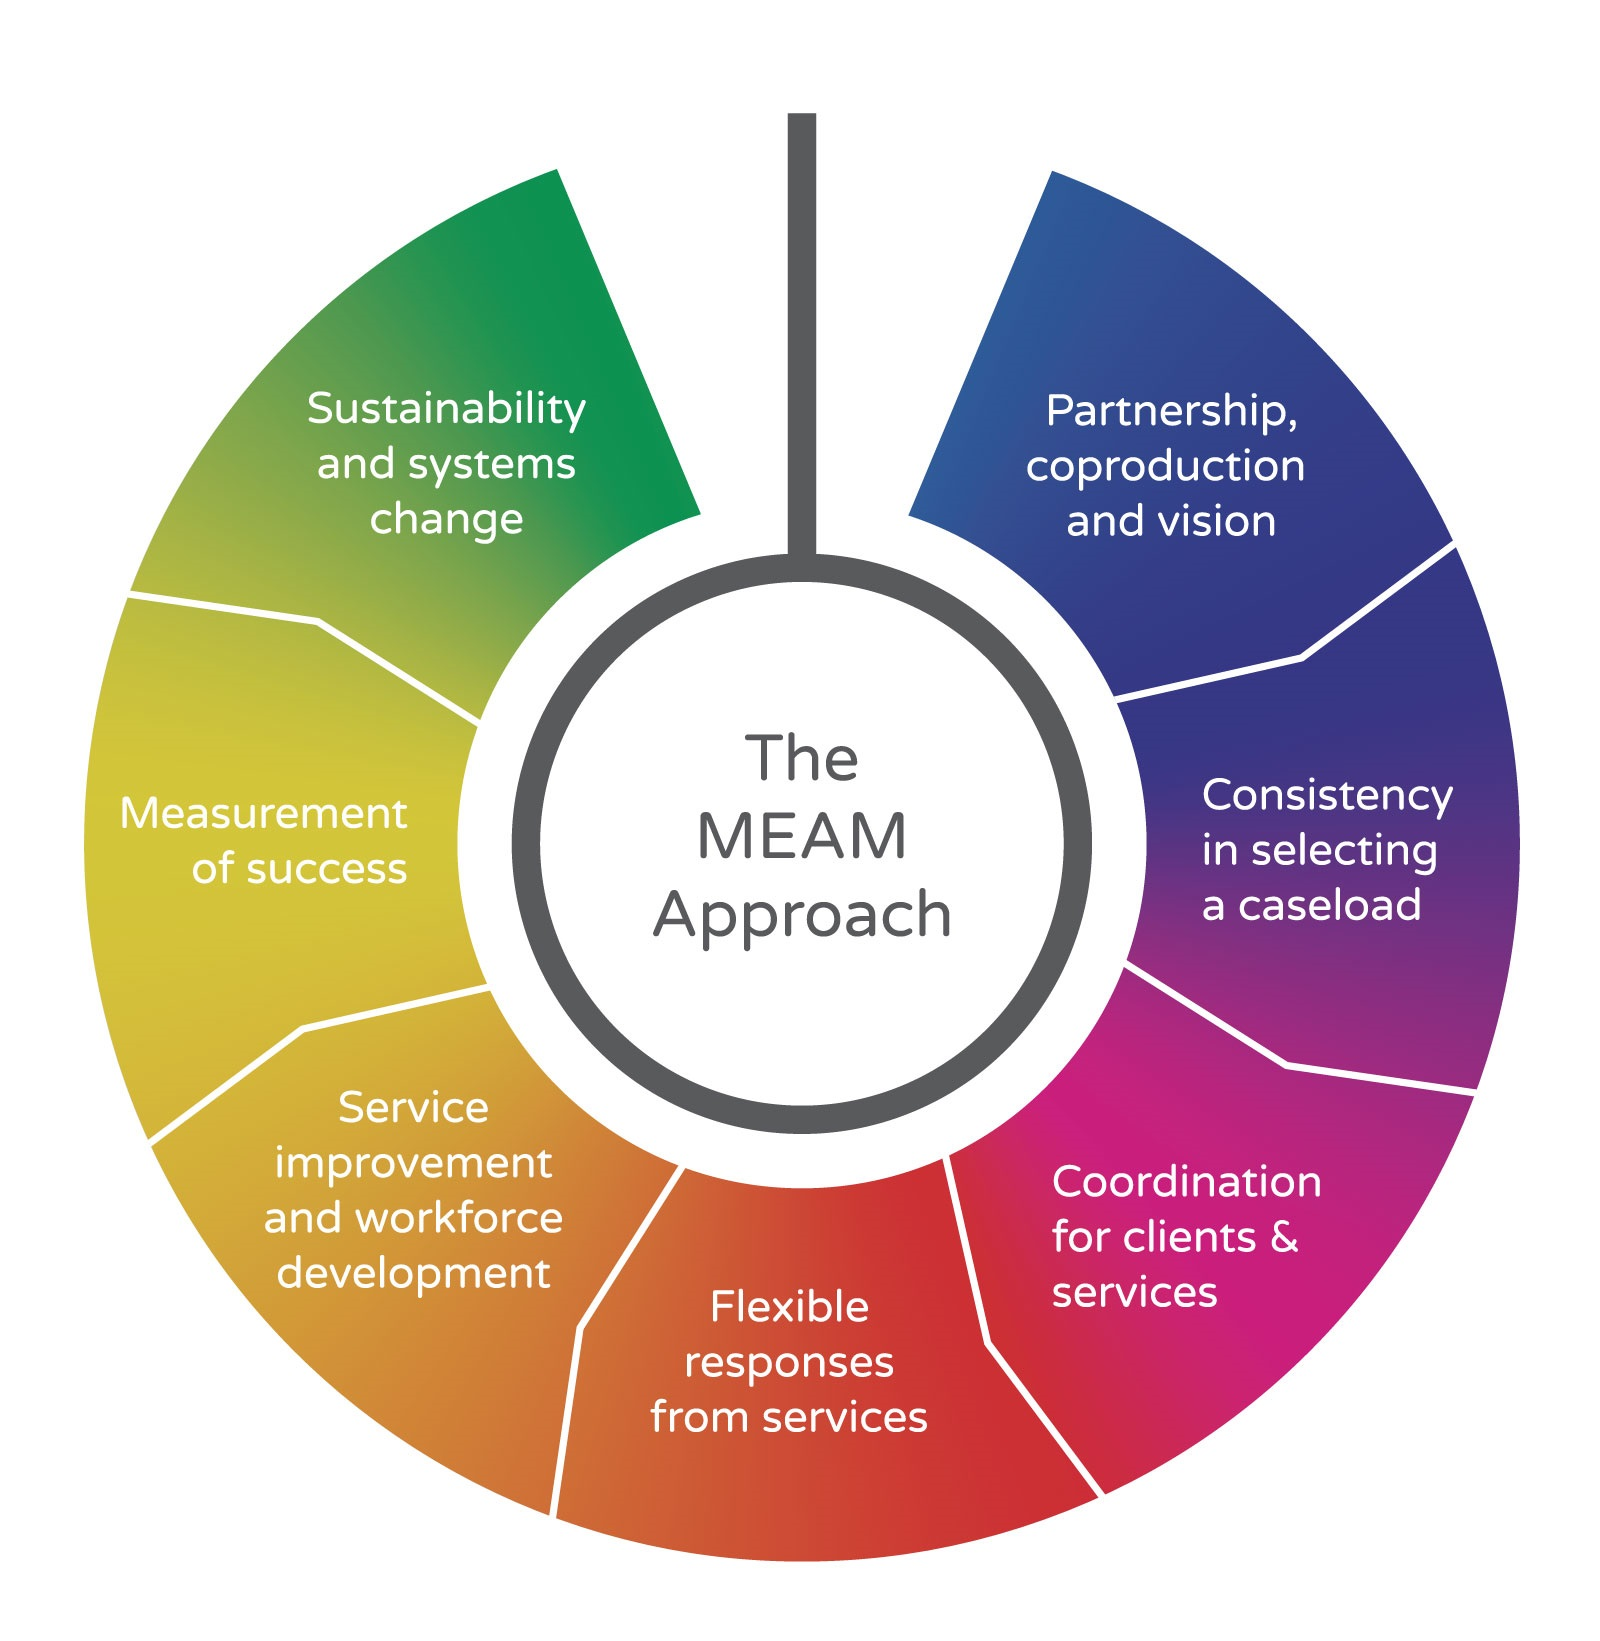 The
MEAM
Approach
Partnership,
coproduction
and vision
Consistency
in selecting
a caseload
Coordination
for clients &
services
Flexible
responses
from services
Service
improvement
and workforce
development
Measurement
of success
Sustainability
and systems
change